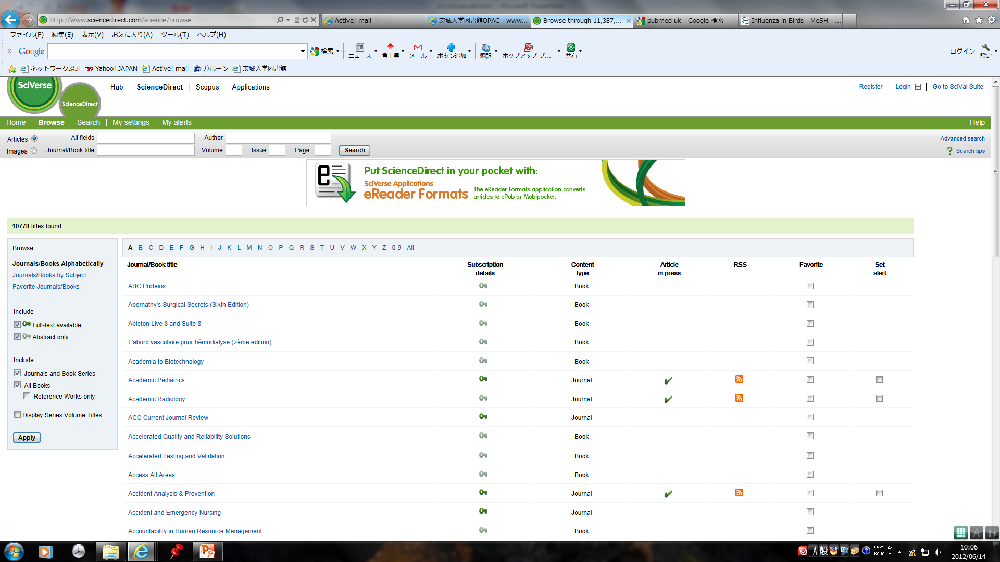 http://www.sciencedirect.com/science/browse
Active! mail
茨城大学図書館OPAC - www...
Browse through 11,387,...
pubmed uk - Google 検索
Influenza in Birds - MeSH - ...
ファイル(F) 編集(E) 表示(V) お気に入り(A) ツール(T) ヘルプ(H)
Google 検索 ニュース 急上昇 メール ボタン追加 翻訳 ポップアップ ブ... 共有 ログイン 設定
ネットワーク認証 Yahoo! JAPAN Active! mail ガルーン 茨城大学図書館
SciVerse
ScienceDirect
Hub ScienceDirect Scopus Applications
Register Login Go to SciVal Suite
Home Browse Search My settings My alerts Help
Articles All fields Author Advanced search
Images Journal/Book title Volume Issue Page Search Search tips
Put ScienceDirect in your pocket with:
SciVerse Applications
eReader Formats
The eReader Formats application converts
articles to ePub or Mobipocket.
10778 titles found
Browse
Journals/Books Alphabetically
Journals/Books by Subject
Favorite Journals/Books
Include
Full-text available
Abstract only
Include
Journals and Book Series
All Books
Reference Works only
Display Series Volume Titles
Apply
A B C D E F G H I J K L M N O P Q R S T U V W X Y Z 0-9 All
Journal/Book title Subscription details Content type Article in press RSS Favorite Set alert
ABC Proteins Book
Abernathy's Surgical Secrets (Sixth Edition) Book
Ableton Live 8 and Suite 8 Book
L'abord vasculaire pour hémodialyse (2ème edition) Book
Academia to Biotechnology Book
Academic Pediatrics Journal
Academic Radiology Journal
ACC Current Journal Review Journal
Accelerated Quality and Reliability Solutions Book
Accelerated Testing and Validation Book
Access All Areas Book
Accident Analysis & Prevention Journal
Accident and Emergency Nursing Journal
Accountability in Human Resource Management Book
A 般 CAPS KANA
10:06
2012/06/14